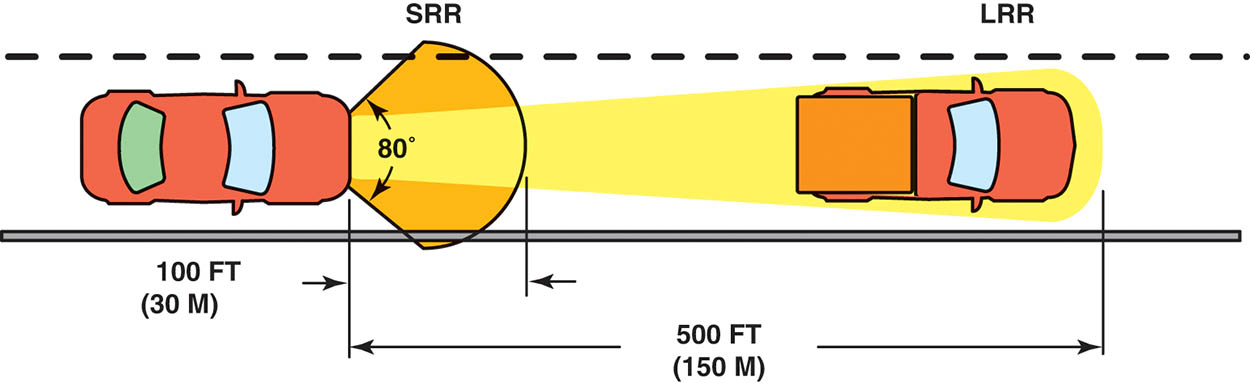 SRR
LRR
80°
100 FT
(30 M)
500 FT
(150 M)